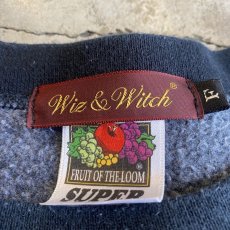 Wiz & Witch®
F
FRUIT OF THE LOOM
SUPER